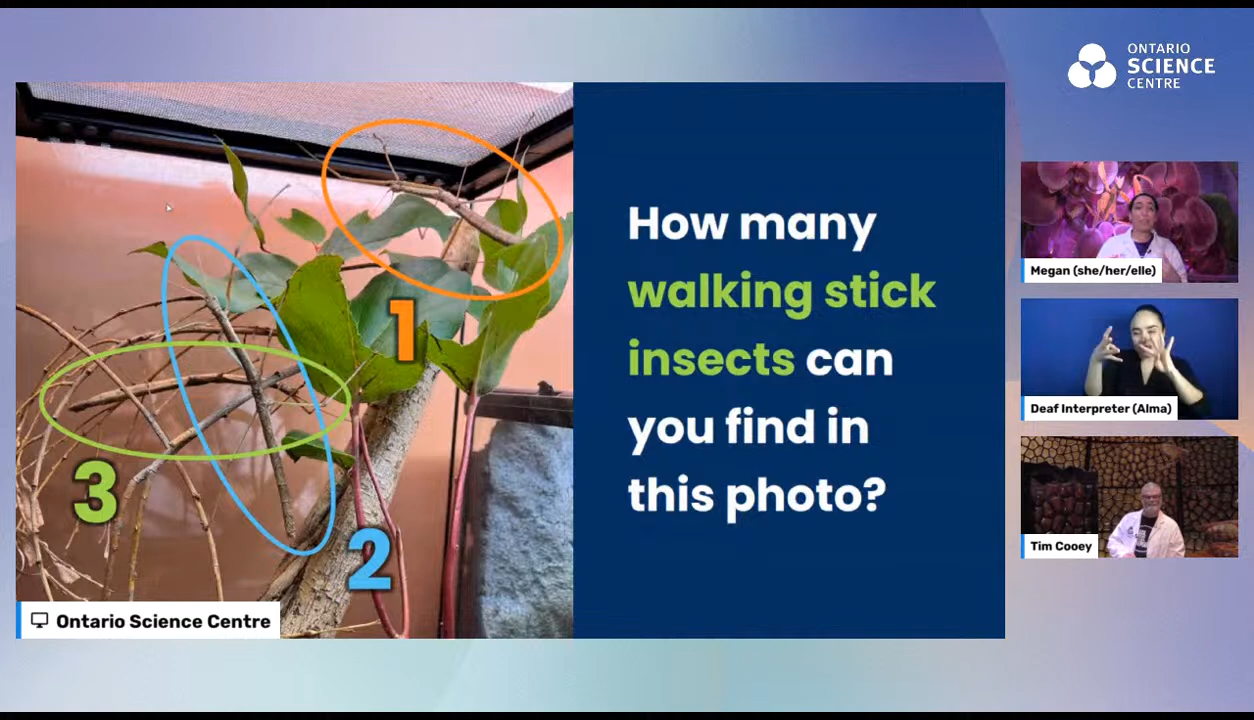 ONTARIO
SCIENCE
CENTRE
How many
walking stick
insects can
you find in
this photo?
1
2
3
Ontario Science Centre
Megan (she/her/elle)
Deaf Interpreter (Alma)
Tim Cooey